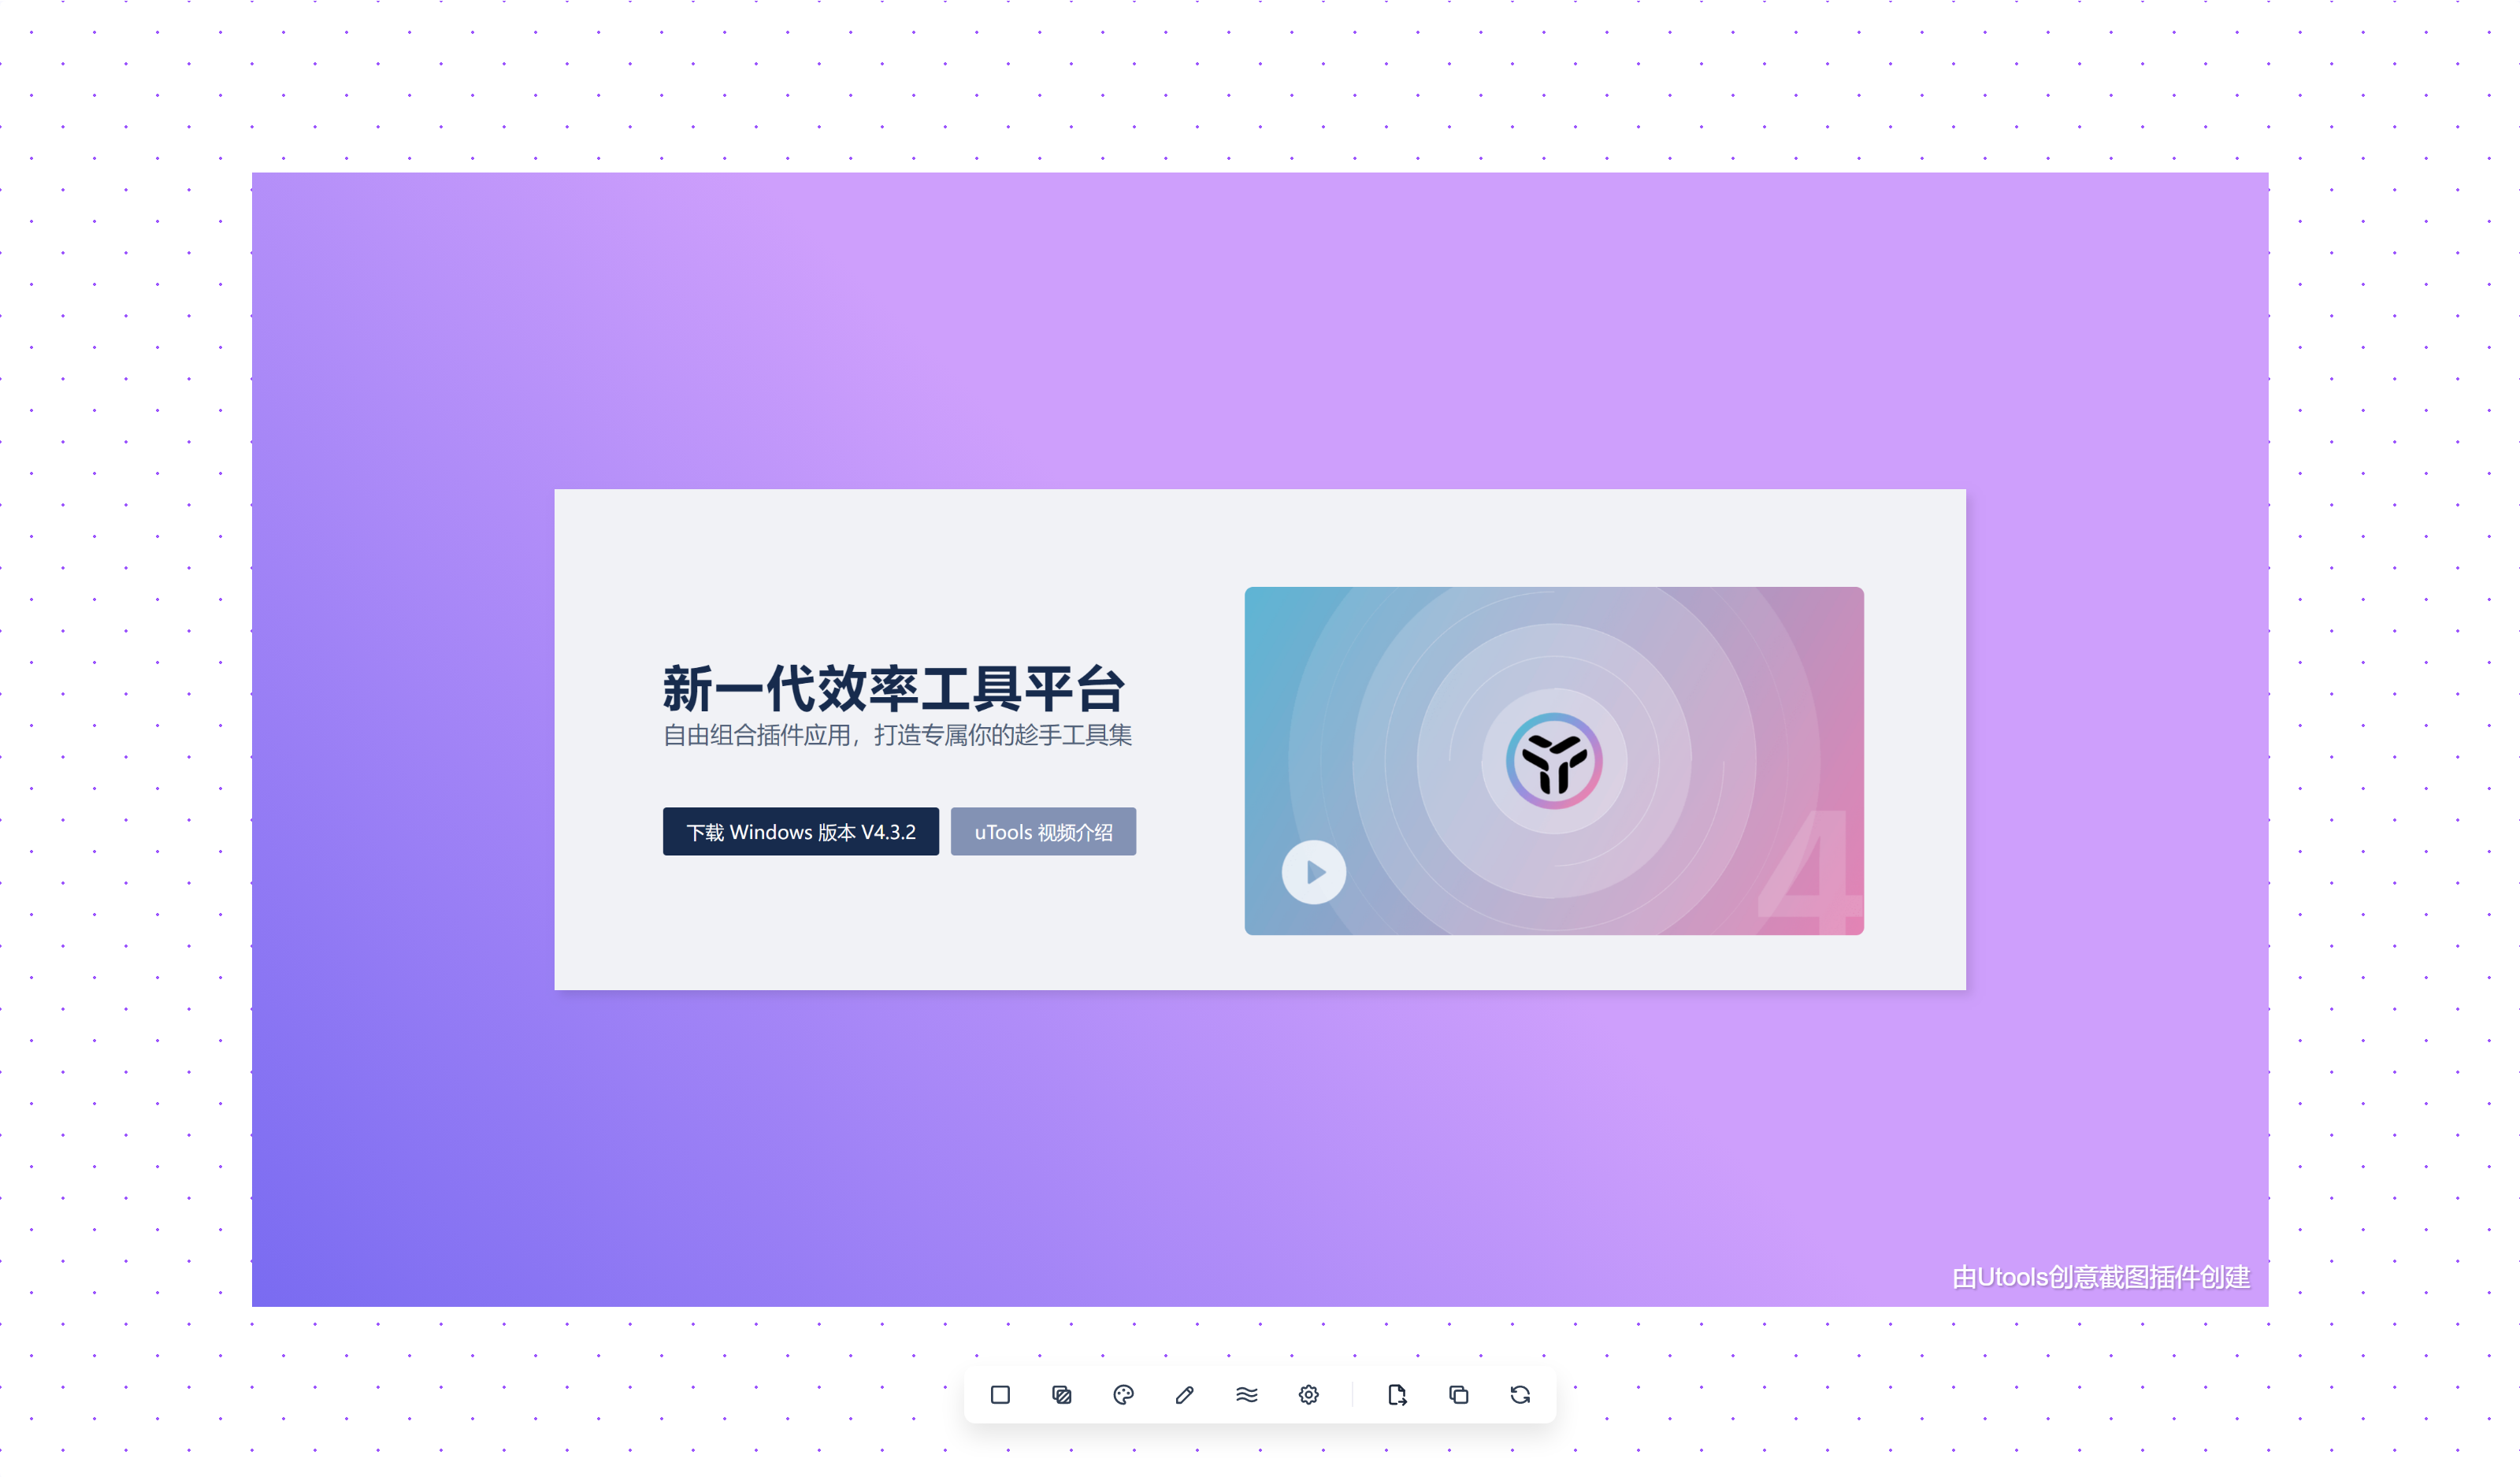 新一代效率工具平台
自由组合插件应用，打造专属你的趁手工具集
下载 Windows 版本 V4.3.2
uTools 视频介绍
4
由Utools创意截图插件创建